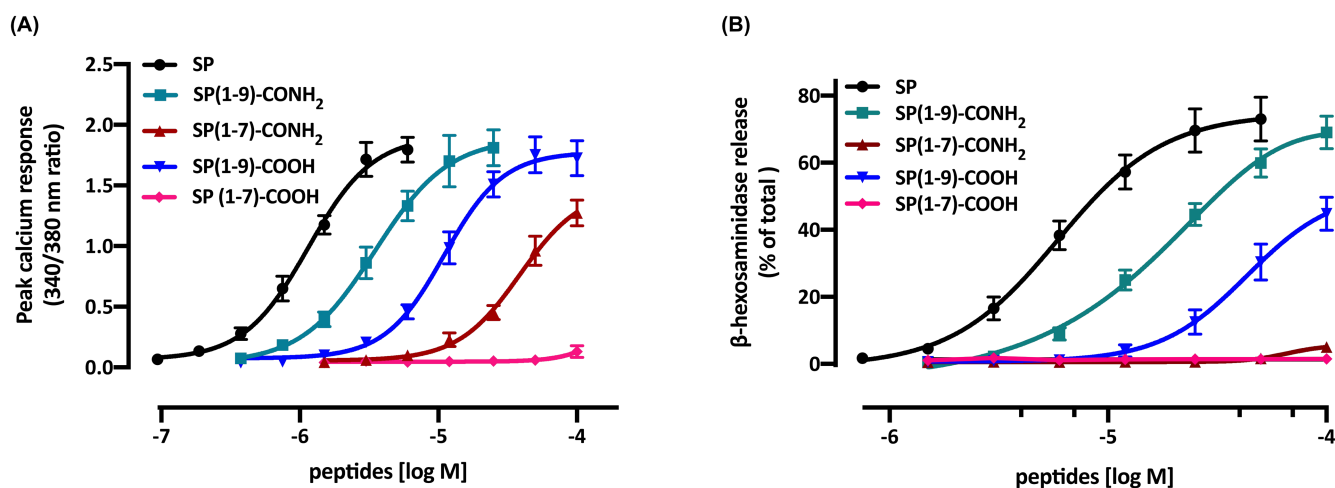 (A)
Peak calcium response
(340/380 nm ratio)
2.5
2.0
1.5
1.0
0.5
0.0
SP
SP(1-9)-CONH2
SP(1-7)-CONH2
SP(1-9)-COOH
SP (1-7)-COOH
-7
-6
-5
-4
peptides [log M]
(B)
β-hexosaminidase release
(% of total )
80
60
40
20
0
SP
SP(1-9)-CONH2
SP(1-7)-CONH2
SP(1-9)-COOH
SP(1-7)-COOH
-6
-5
-4
peptides [log M]